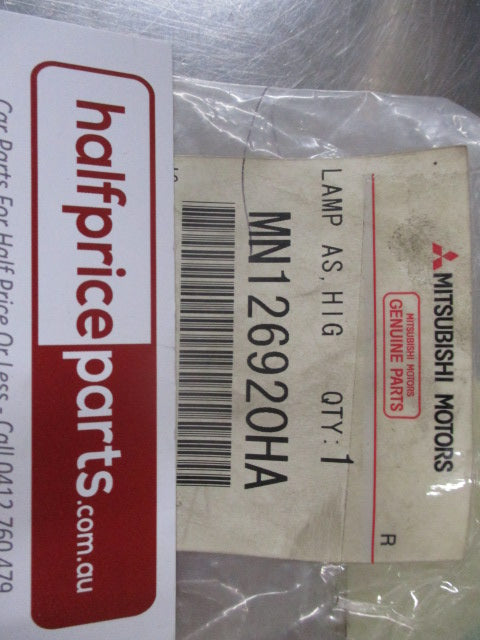 MITSUBISHI MOTORS
MITSUBISHI MOTORS
GENUINE PARTS
R
LAMP AS,HIG QTY:1
MN126920HA
halfpriceparts.com.au
Car Parts For Half Price Or Less - Call 0412 760 479